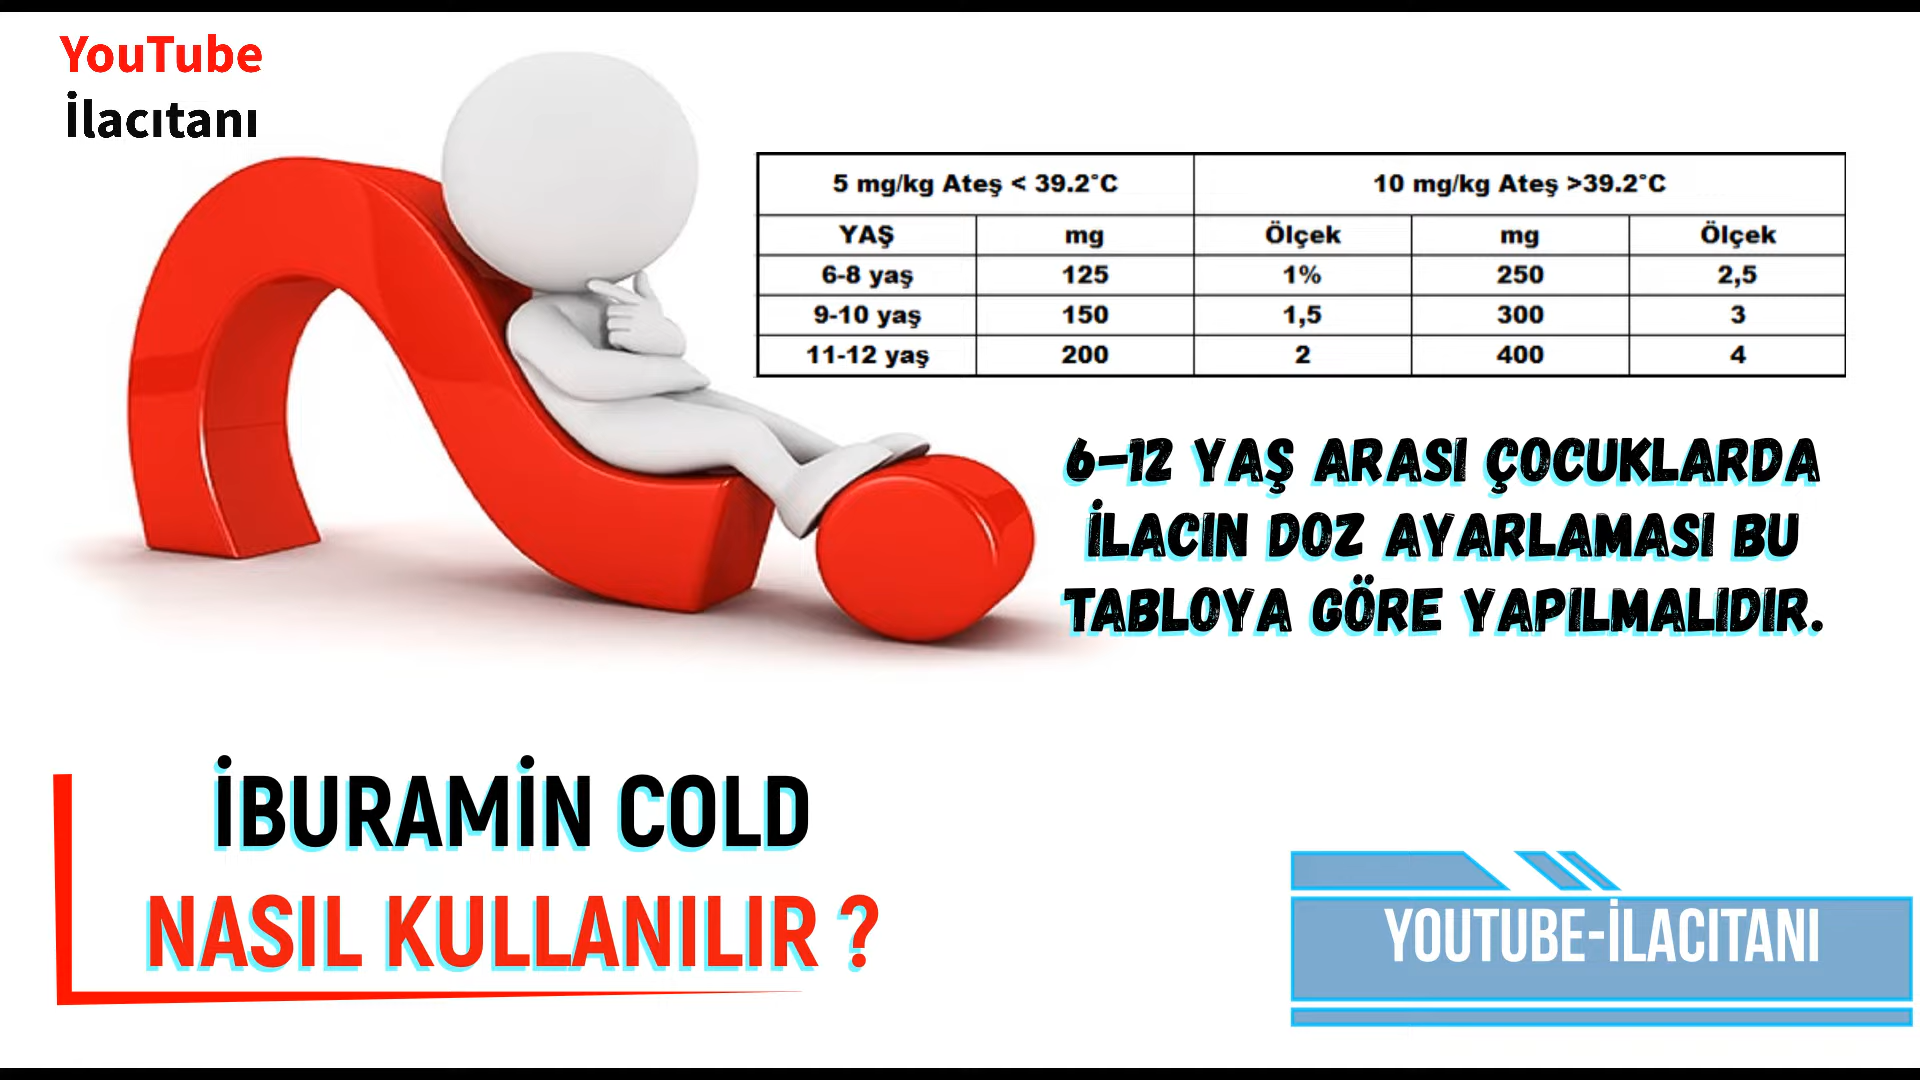 YouTube
İlacıtanı
5 mg/kg Ateş < 39.2°C 10 mg/kg Ateş >39.2°C
YAŞ mg Ölçek mg Ölçek
6-8 yaş 125 1% 250 2,5
9-10 yaş 150 1,5 300 3
11-12 yaş 200 2 400 4
6-12 YAŞ ARASI ÇOCUKLARDA
İLACIN DOZ AYARLAMASI BU
TABLOYA GÖRE YAPILMALIDIR.
İBURAMİN COLD
NASIL KULLANILIR ?
YOUTUBE-İLACITANI